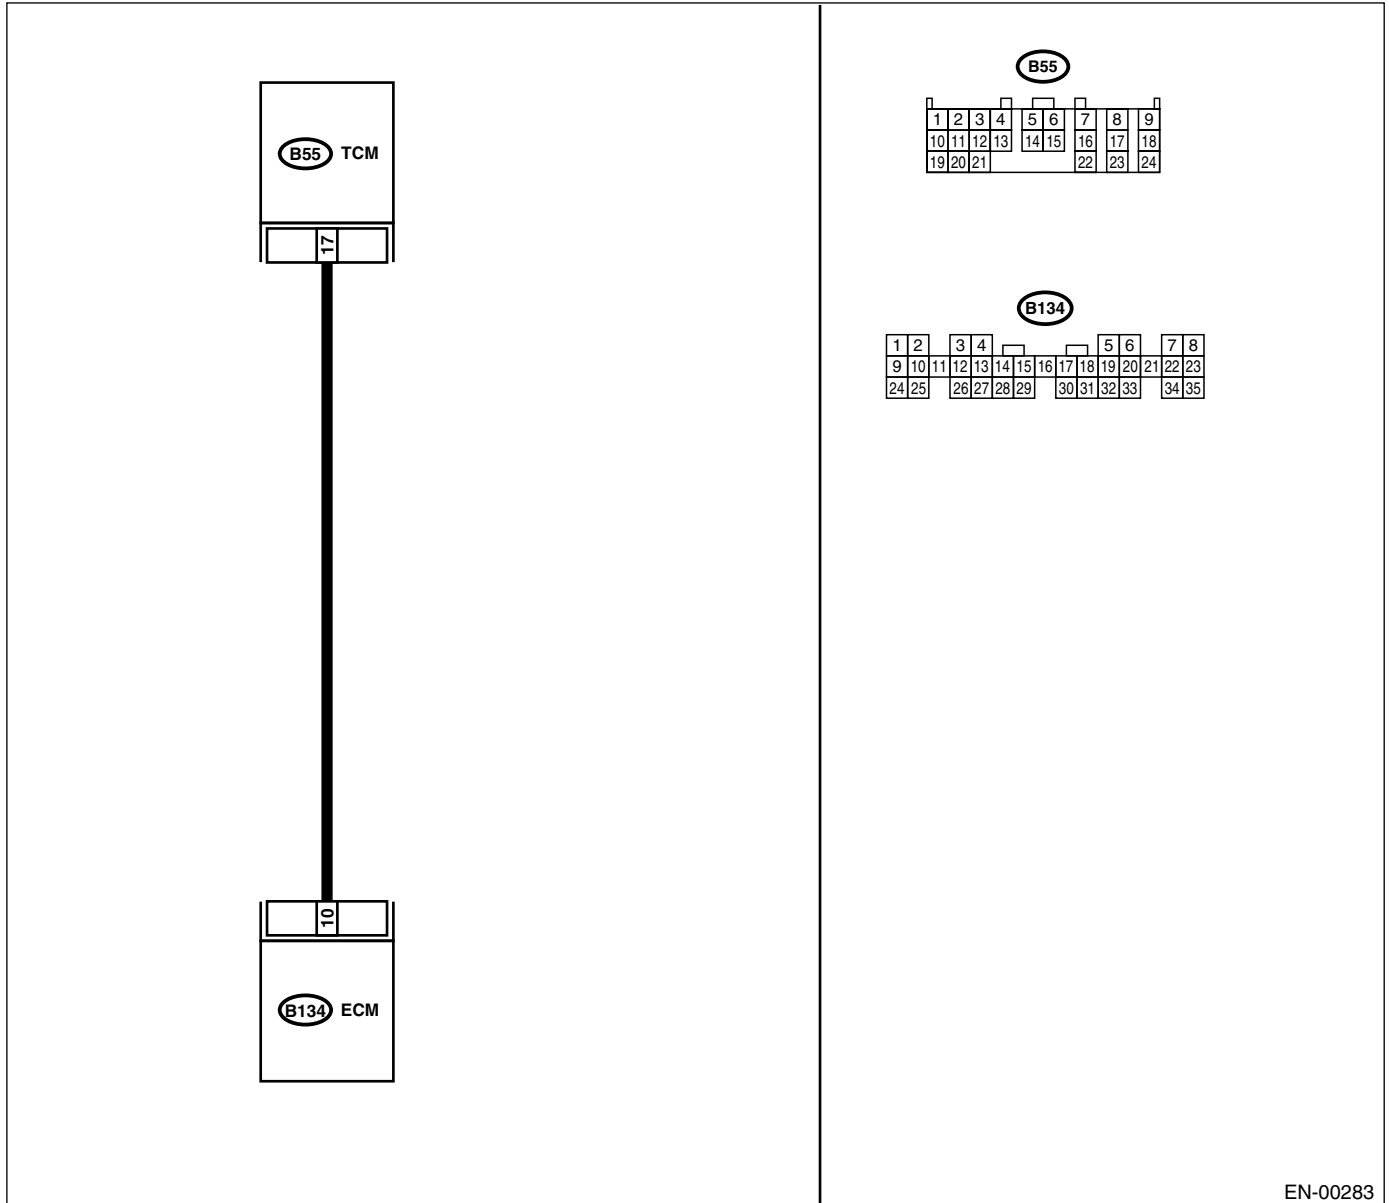 B55 TCM
17
10
B134 ECM
B55
1 2 3 4 5 6 7 8 9
10 11 12 13 14 15 16 17 18
19 20 21 22 23 24
B134
1 2 3 4 5 6 7 8
9 10 11 12 13 14 15 16 17 18 19 20 21 22 23
24 25 26 27 28 29 30 31 32 33 34 35
EN-00283